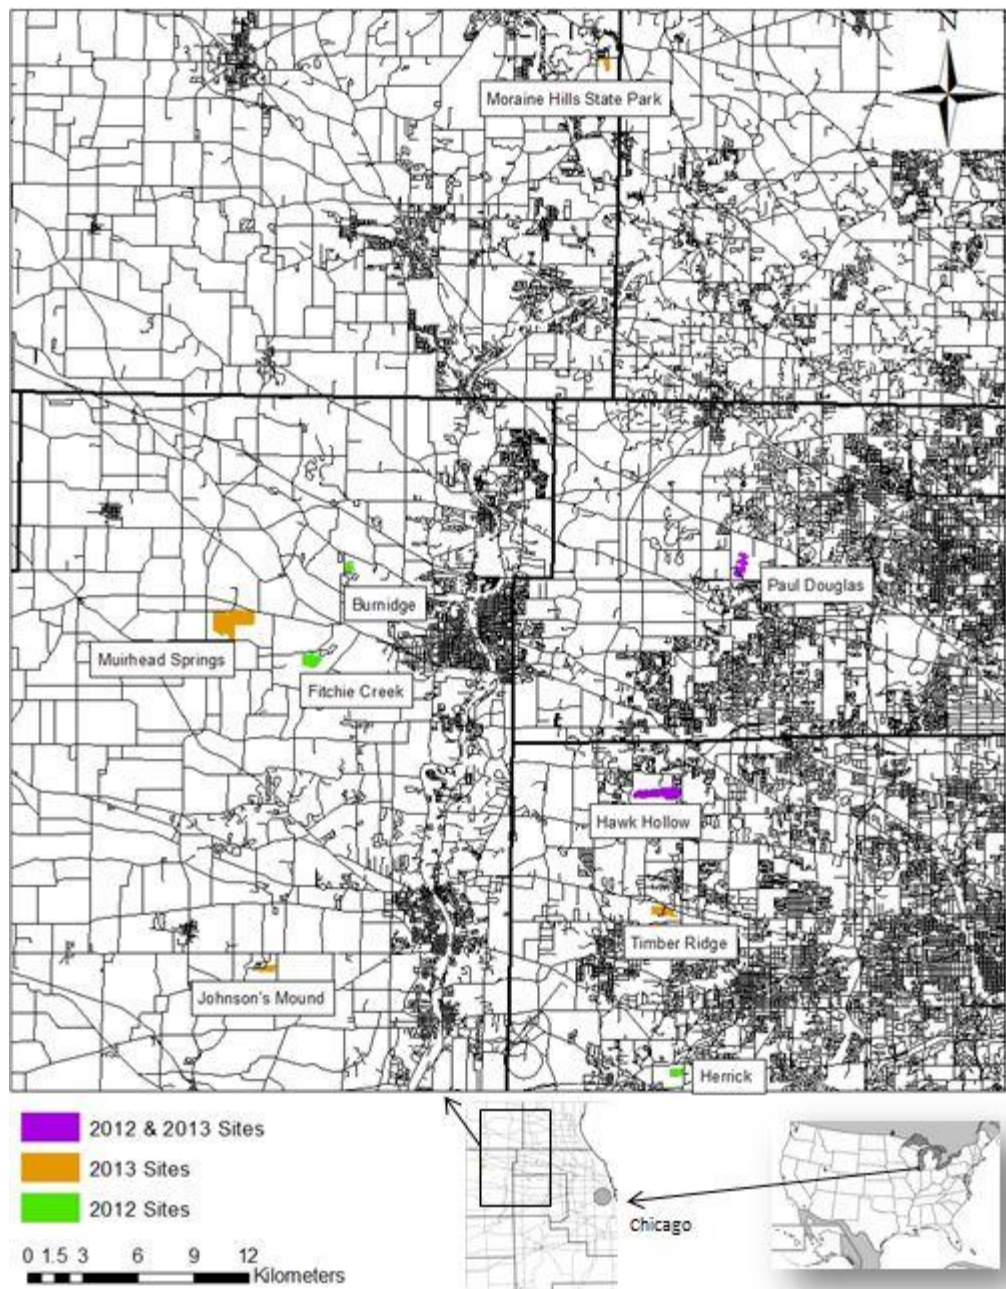 N
Moraine Hills State Park
Paul Douglas
Burnidge
Muirhead Springs
Fitchie Creek
Hawk Hollow
Timber Ridge
Johnson's Mound
Herrick
2012 & 2013 Sites
2013 Sites
2012 Sites
0 1.5 3 6 9 12
Kilometers
Chicago